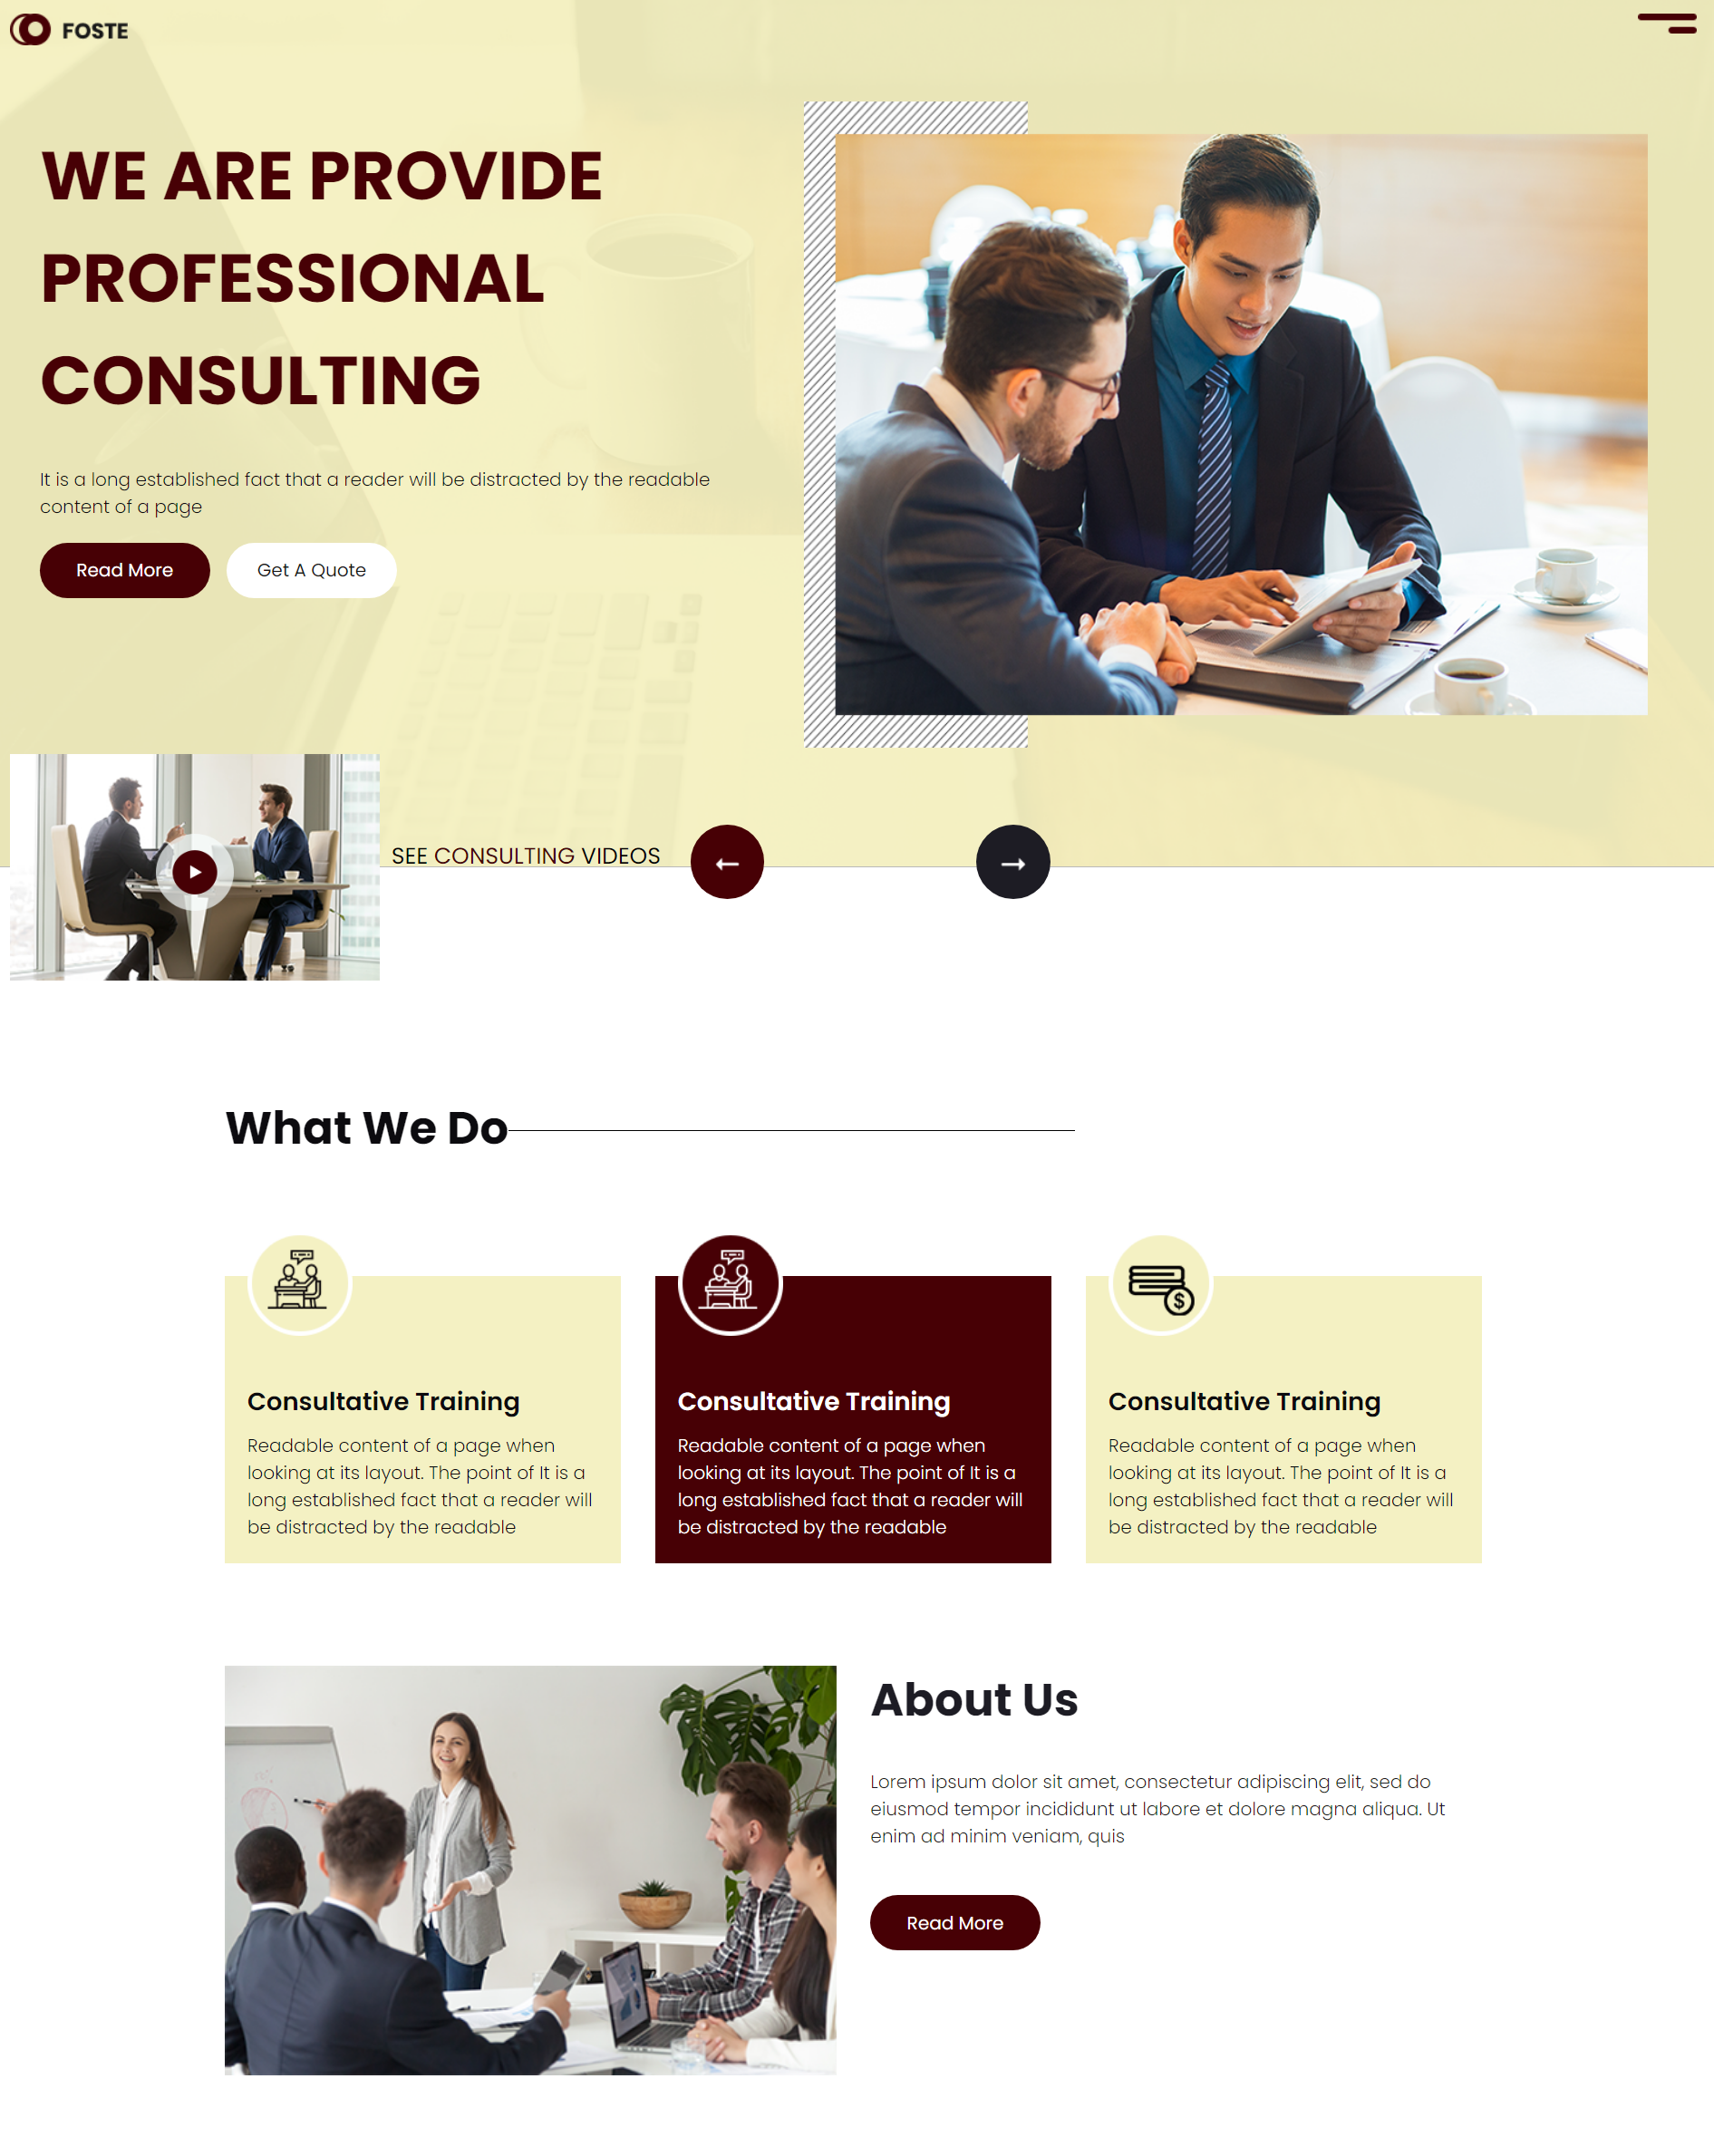 FOSTE
WE ARE PROVIDE
PROFESSIONAL
CONSULTING
It is a long established fact that a reader will be distracted by the readable
content of a page
Read More
Get A Quote
SEE CONSULTING VIDEOS
What We Do
Consultative Training
Readable content of a page when
looking at its layout. The point of It is a
long established fact that a reader will
be distracted by the readable
Consultative Training
Readable content of a page when
looking at its layout. The point of It is a
long established fact that a reader will
be distracted by the readable
Consultative Training
Readable content of a page when
looking at its layout. The point of It is a
long established fact that a reader will
be distracted by the readable
About Us
Lorem ipsum dolor sit amet, consectetur adipiscing elit, sed do
eiusmod tempor incididunt ut labore et dolore magna aliqua. Ut
enim ad minim veniam, quis
Read More